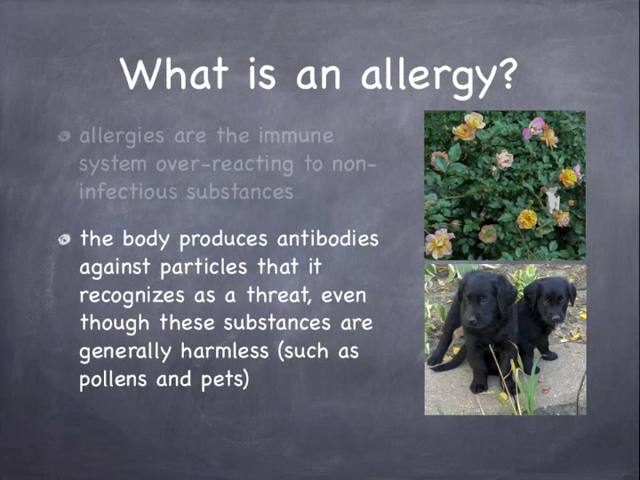 What is an allergy?
allergies are the immune
system over-reacting to non-
infectious substances
the body produces antibodies
against particles that it
recognizes as a threat, even
though these substances are
generally harmless (such as
pollens and pets)